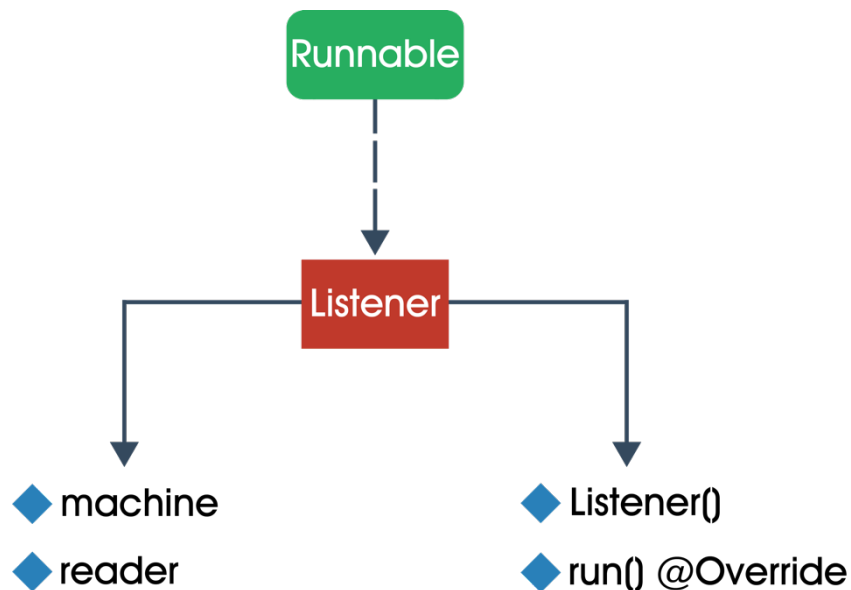 Runnable
Listener
machine
reader
Listener()
run() @Override